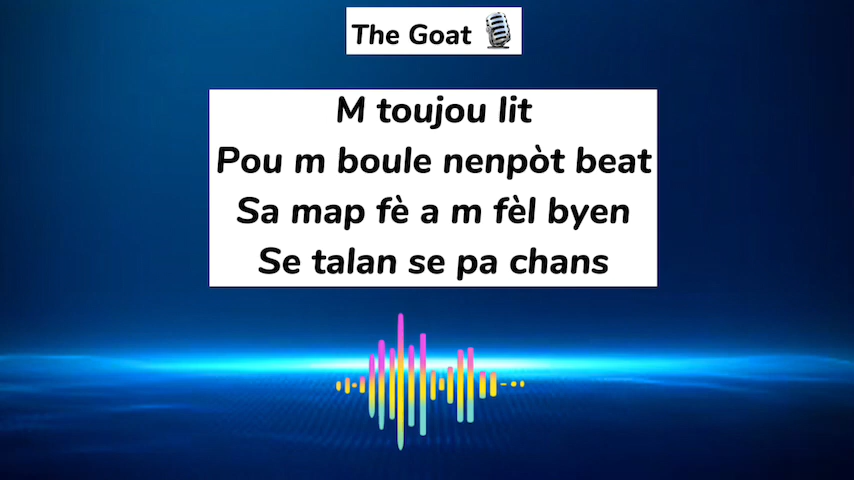 The Goat
M toujou lit
Pou m boule nenpòt beat
Sa map fè a m fèl byen
Se talan se pa chans